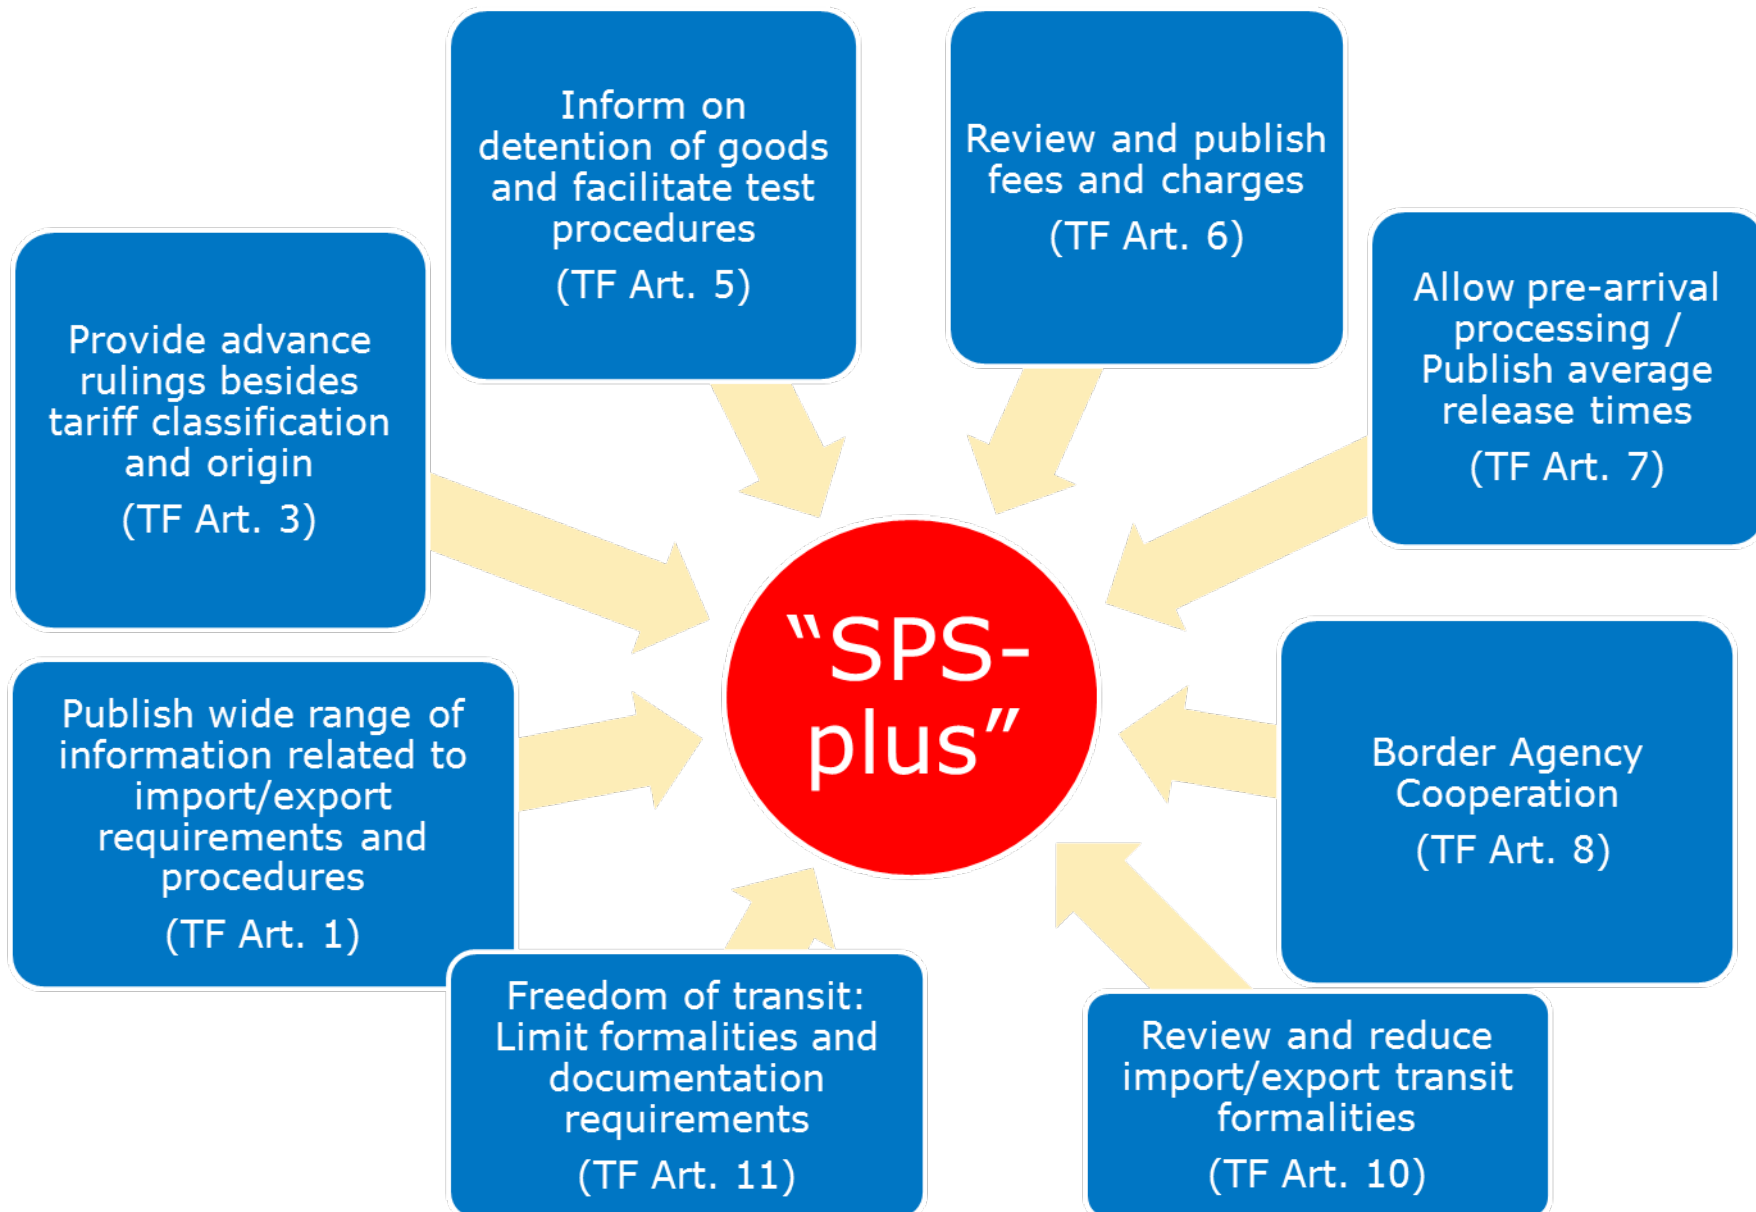 Inform on
detention of goods
and facilitate test
procedures
(TF Art. 5)
Review and publish
fees and charges
(TF Art. 6)
Allow pre-arrival
processing /
Publish average
release times
(TF Art. 7)
Provide advance
rulings besides
tariff classification
and origin
(TF Art. 3)
“SPS-
plus”
Publish wide range of
information related to
import/export
requirements and
procedures
(TF Art. 1)
Border Agency
Cooperation
(TF Art. 8)
Freedom of transit:
Limit formalities and
documentation
requirements
(TF Art. 11)
Review and reduce
import/export transit
formalities
(TF Art. 10)